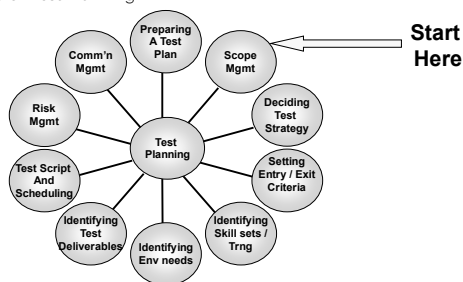 Preparing
A Test
Plan
Start
Here
Comm'n
Mgmt
Scope
Mgmt
Risk
Mgmt
Deciding
Test
Strategy
Test
Planning
Test Script
And
Scheduling
Setting
Entry / Exit
Criteria
Identifying
Test
Deliverables
Identifying
Skill sets /
Trng
Identifying
Env needs